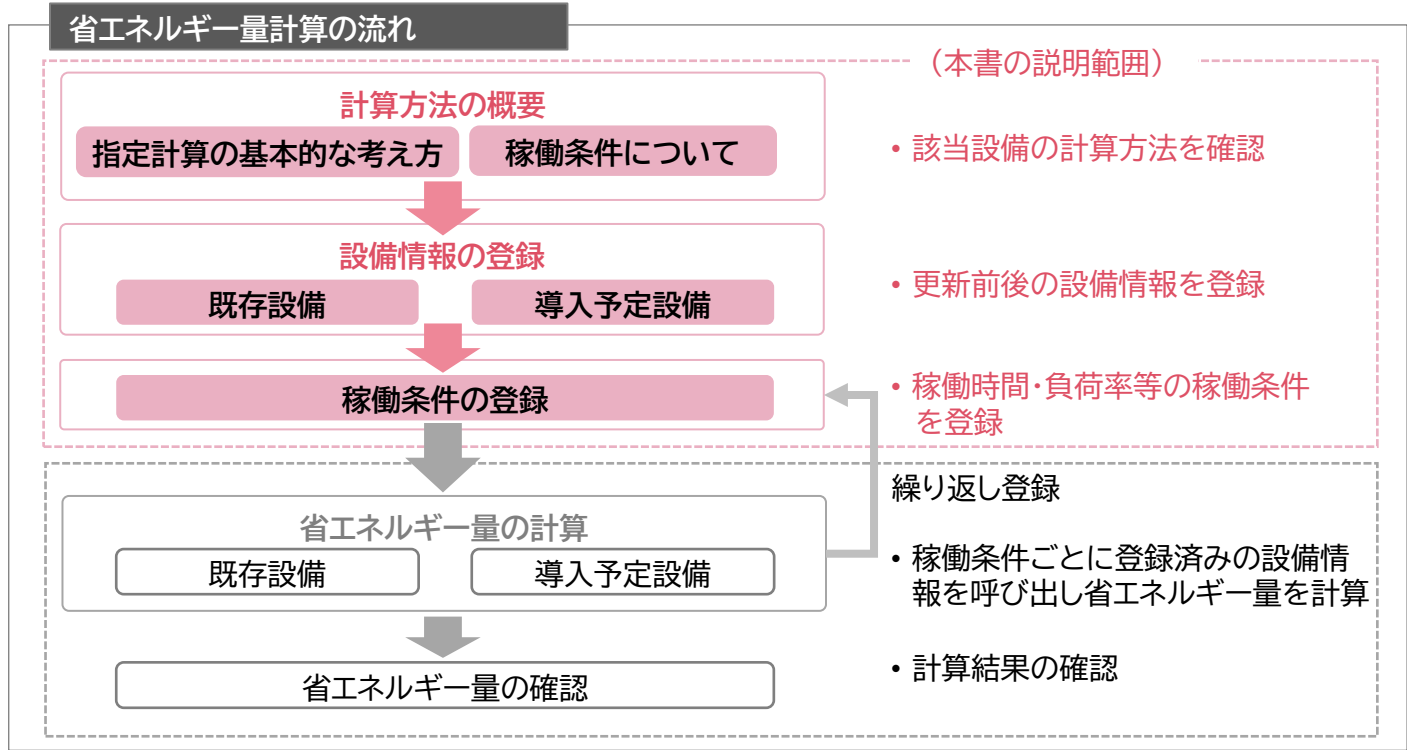 省エネルギー量計算の流れ
（本書の説明範囲）
計算方法の概要
指定計算の基本的な考え方
稼働条件について
・該当設備の計算方法を確認
設備情報の登録
既存設備
導入予定設備
・更新前後の設備情報を登録
稼働条件の登録
・稼働時間・負荷率等の稼働条件
を登録
繰り返し登録
省エネルギー量の計算
既存設備
導入予定設備
・稼働条件ごとに登録済みの設備情
報を呼び出し省エネルギー量を計算
省エネルギー量の確認
・計算結果の確認